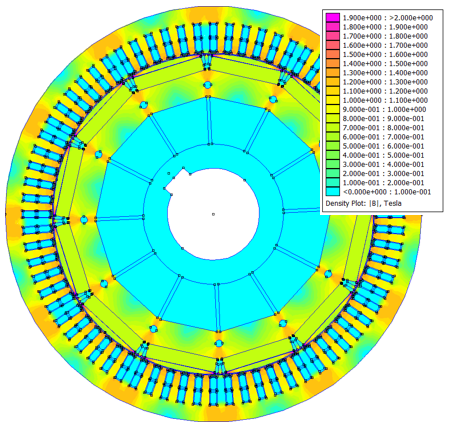 1.900e+000 : >2.000e+000
1.800e+000 : 1.900e+000
1.700e+000 : 1.800e+000
1.600e+000 : 1.700e+000
1.500e+000 : 1.600e+000
1.400e+000 : 1.500e+000
1.300e+000 : 1.400e+000
1.200e+000 : 1.300e+000
1.100e+000 : 1.200e+000
1.000e+000 : 1.100e+000
9.000e-001 : 1.000e+000
8.000e-001 : 9.000e-001
7.000e-001 : 8.000e-001
6.000e-001 : 7.000e-001
5.000e-001 : 6.000e-001
4.000e-001 : 5.000e-001
3.000e-001 : 4.000e-001
2.000e-001 : 3.000e-001
1.000e-001 : 2.000e-001
<0.000e+000 : 1.000e-001
Density Plot: |B|, Tesla